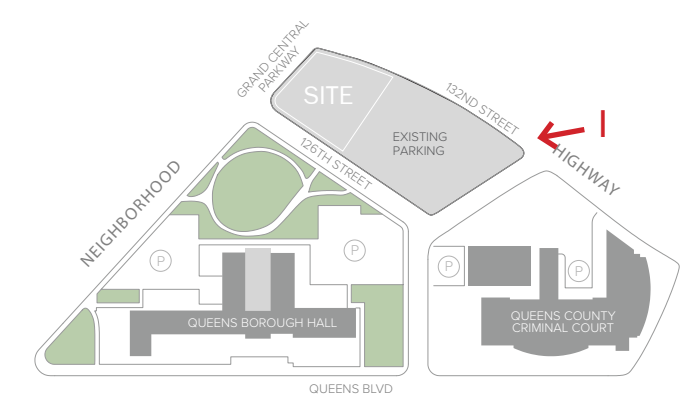 GRAND CENTRAL
PARKWAY
SITE
132ND STREET
EXISTING
PARKING
I
126TH STREET
HIGHWAY
NEIGHBORHOOD
P
P
P
P
QUEENS BOROUGH HALL
QUEENS COUNTY
CRIMINAL COURT
QUEENS BLVD